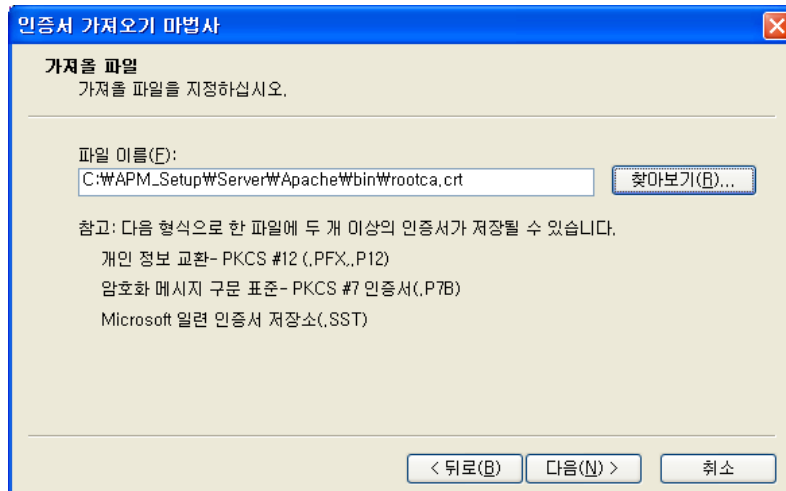 인증서 가져오기 마법사
가져올 파일
가져올 파일을 지정하십시오.
파일 이름(F):
C:₩APM_Setup₩Server₩Apache₩bin₩rootca.crt
찾아보기(R)...
참고: 다음 형식으로 한 파일에 두 개 이상의 인증서가 저장될 수 있습니다.
개인 정보 교환- PKCS #12 (.PFX,.P12)
암호화 메시지 구문 표준- PKCS #7 인증서(.P7B)
Microsoft 일련 인증서 저장소(.SST)
< 뒤로(B) 다음(N) > 취소